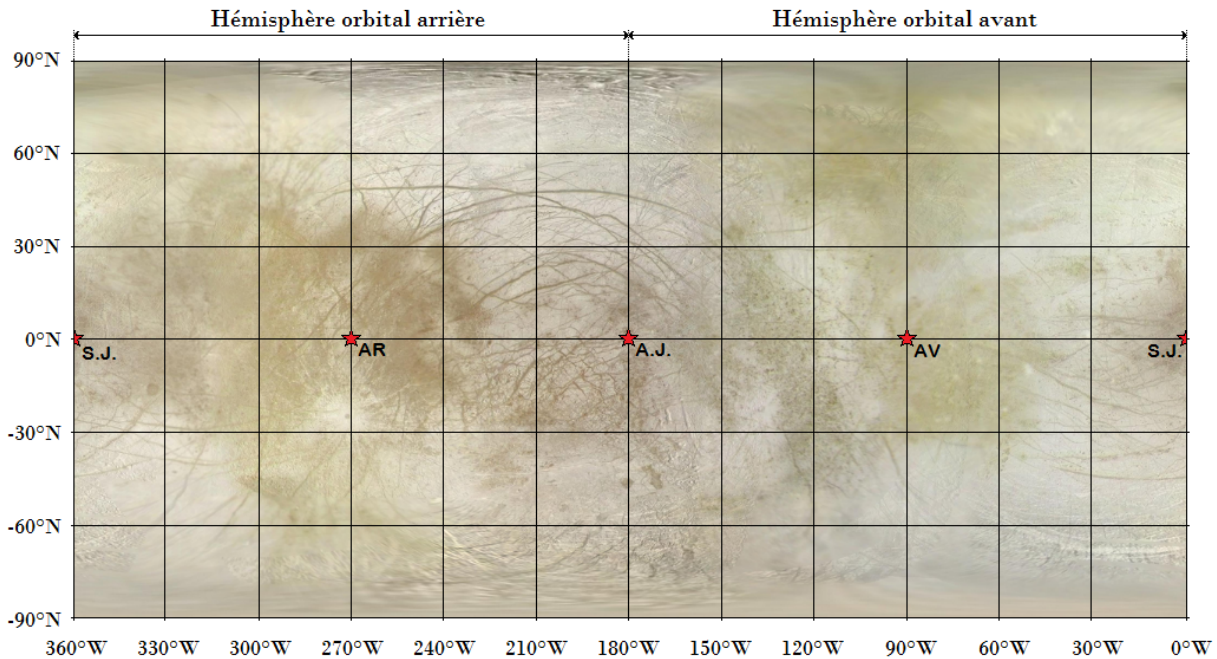 Hémisphère orbital arrière
Hémisphère orbital avant
90°N
60°N
30°N
0°N
-30°N
-60°N
-90°N
S.J.
AR
A.J.
AV
S.J.
360°W 330°W 300°W 270°W 240°W 210°W 180°W 150°W 90°W 60°W 30°W 0°W